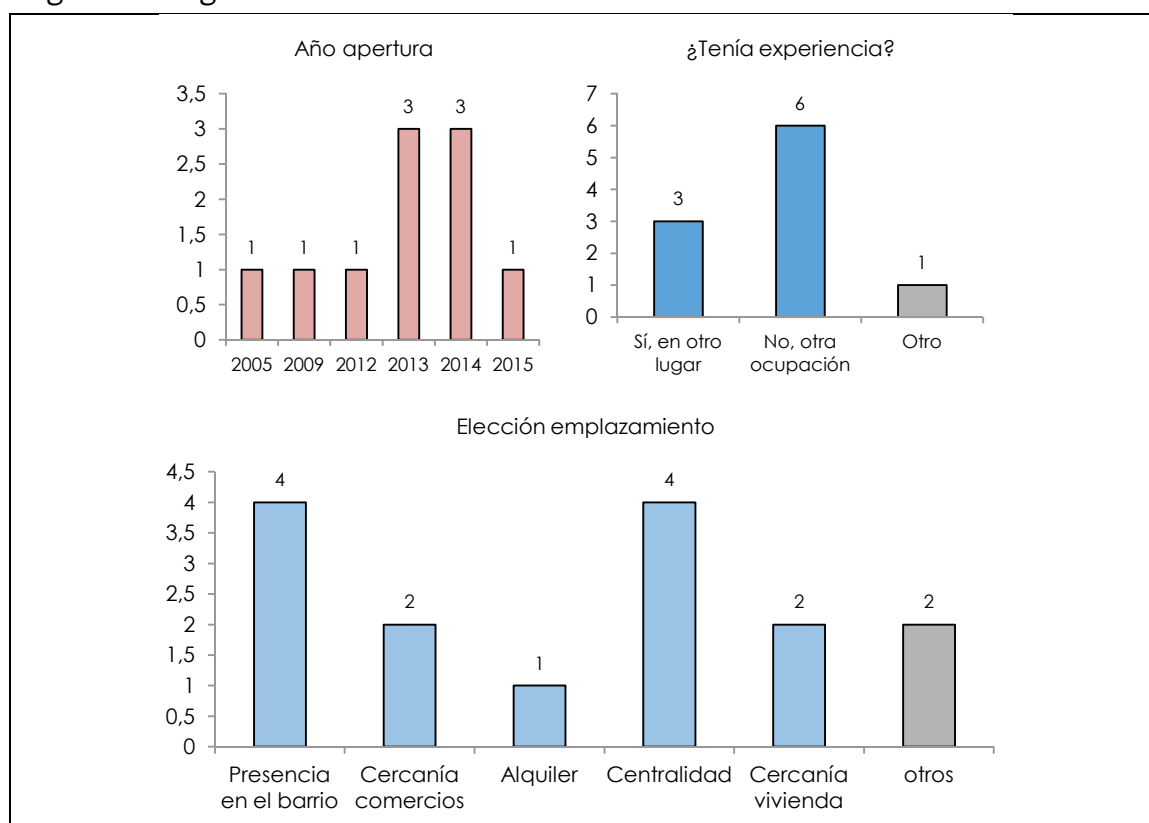 Año apertura
3,5
3
2,5
2
1,5
1
0,5
0
1
1
1
3
3
1
2005 2009 2012 2013 2014 2015
¿Tenía experiencia?
7
6
5
4
3
2
1
0
3
6
1
Sí, en otro
lugar
No, otra
ocupación
Otro
Elección emplazamiento
4,5
4
3,5
3
2,5
2
1,5
1
0,5
0
4
2
1
4
2
2
Presencia
en el barrio
Cercanía
comercios
Alquiler
Centralidad
Cercanía
vivienda
otros